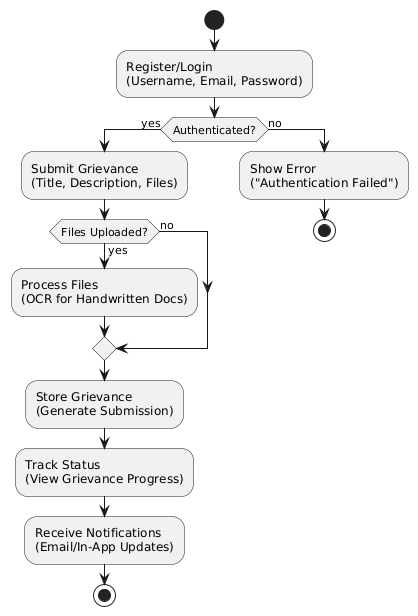 Register/Login
(Username, Email, Password)
Authenticated?
yes
no
Submit Grievance
(Title, Description, Files)
Show Error
("Authentication Failed")
Files Uploaded?
no
yes
Process Files
(OCR for Handwritten Docs)
Store Grievance
(Generate Submission)
Track Status
(View Grievance Progress)
Receive Notifications
(Email/In-App Updates)